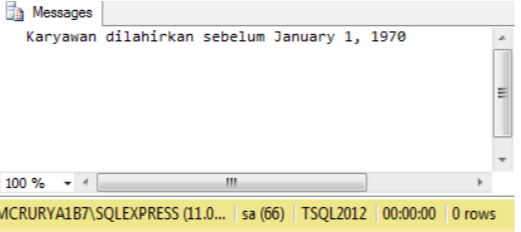 Messages
Karyawan dilahirkan sebelum January 1, 1970
100 %
MCRURYA1B7\SQLEXPRESS (11.0... sa (66) TSQL2012 00:00:00 0 rows